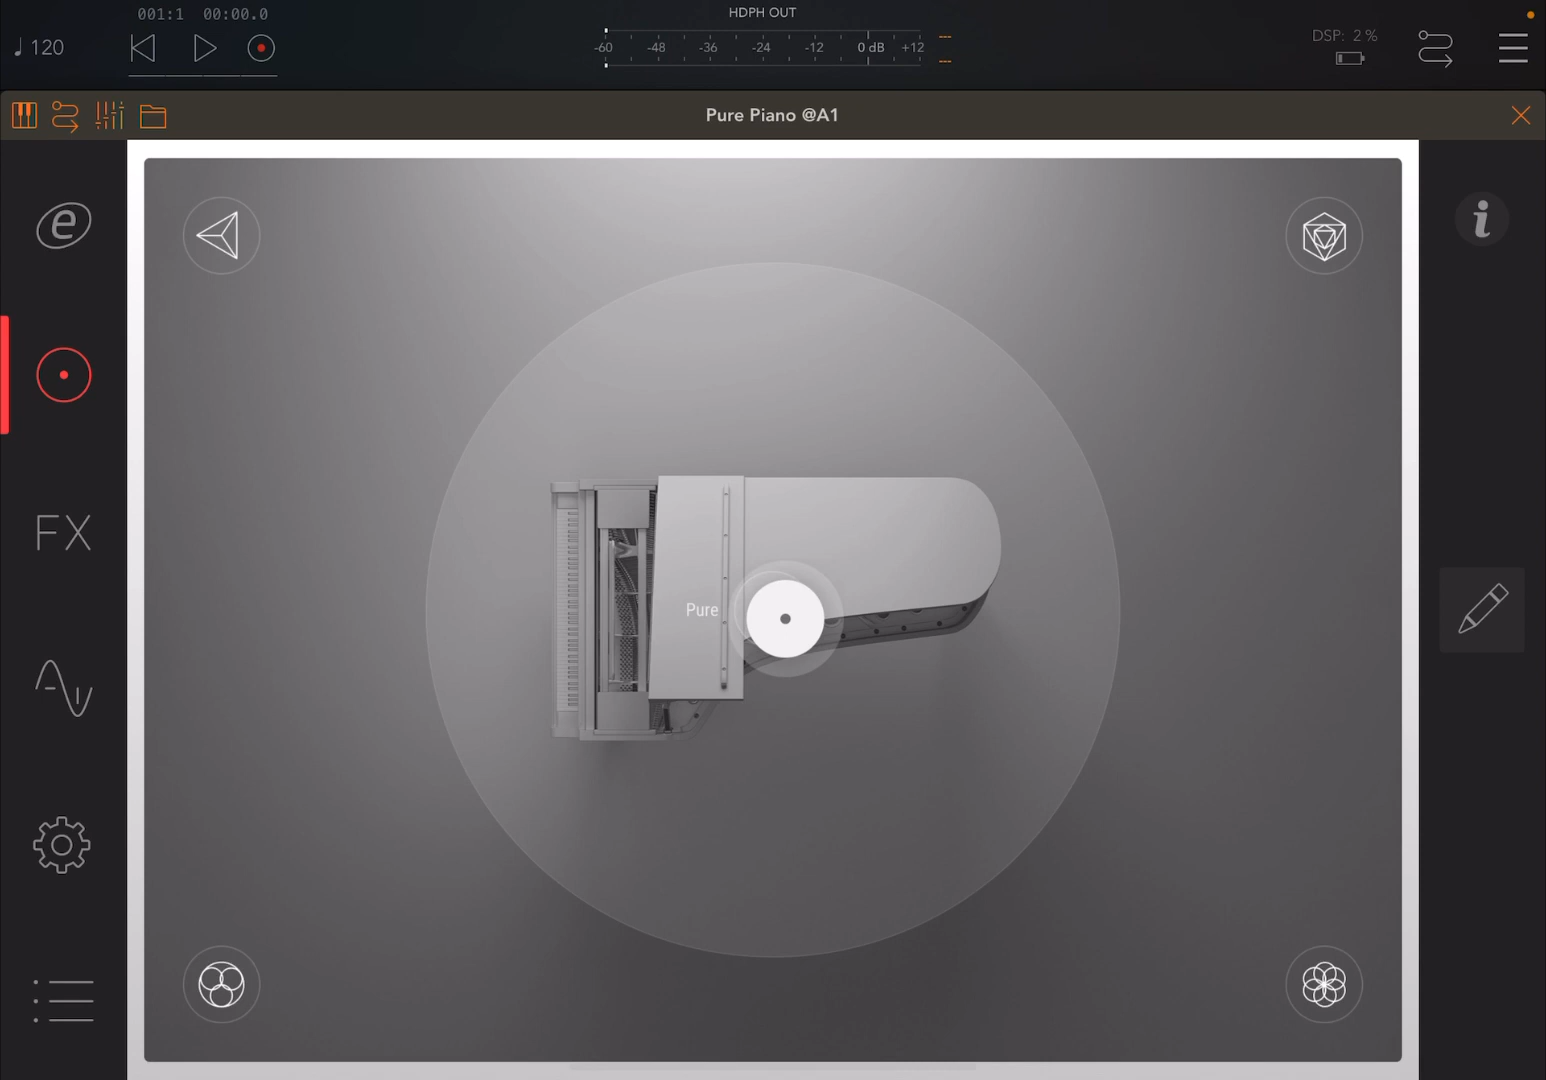 001:1 00:00.0
HDPH OUT
♩ 120
-60 -48 -36 -24 -12 0 dB +12
---
---
DSP: 2 %
Pure Piano @A1
e
i
FX
Pure